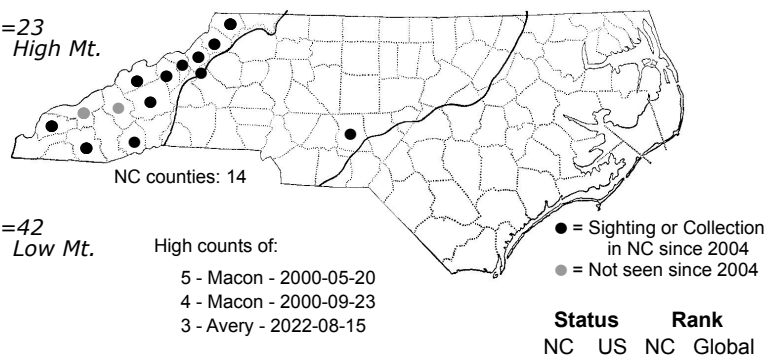 =23
High Mt.
NC counties: 14
=42
Low Mt.
High counts of:
5 - Macon - 2000-05-20
4 - Macon - 2000-09-23
3 - Avery - 2022-08-15
= Sighting or Collection
in NC since 2004
= Not seen since 2004
Status Rank
NC US NC Global